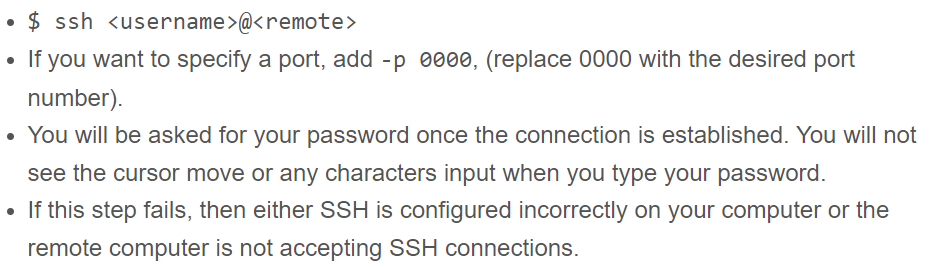 • $ ssh <username>@<remote>
• If you want to specify a port, add -p 0000, (replace 0000 with the desired port
number).
• You will be asked for your password once the connection is established. You will not
see the cursor move or any characters input when you type your password.
• If this step fails, then either SSH is configured incorrectly on your computer or the
remote computer is not accepting SSH connections.